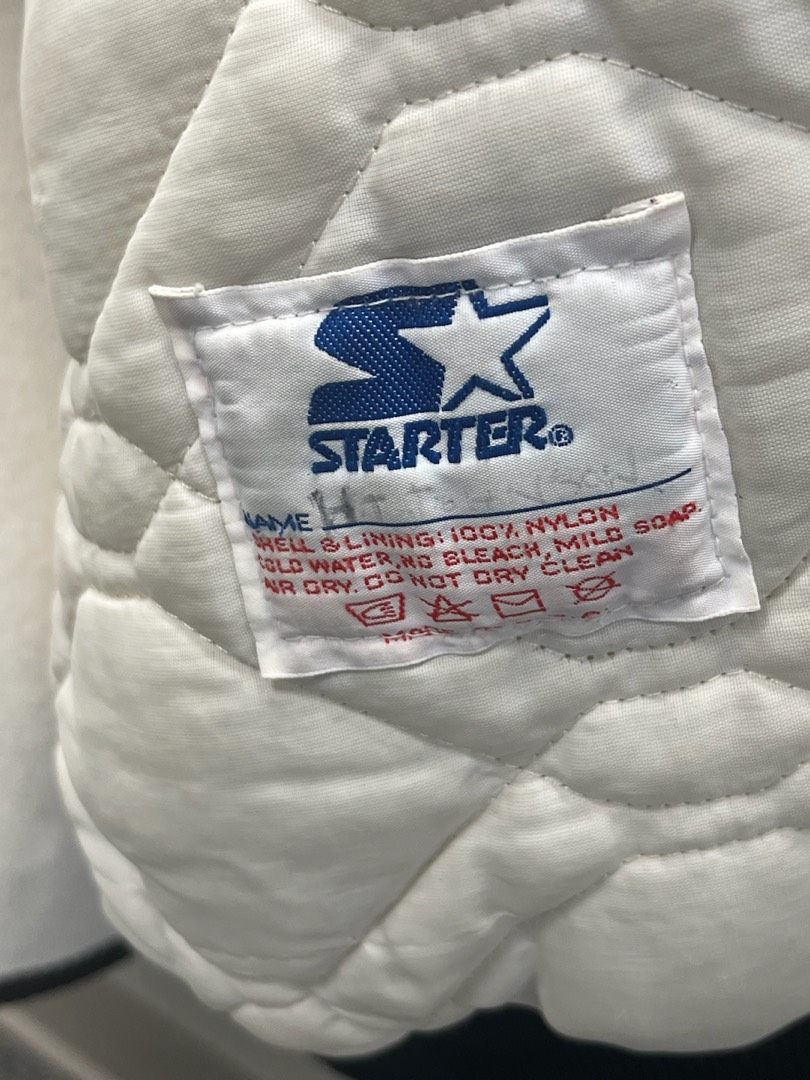 STARTER®
NAME
SHELL & LINING: 100% NYLON
COLD WATER, NO BLEACH, MILD SOAP.
AIR DRY. DO NOT DRY CLEAN